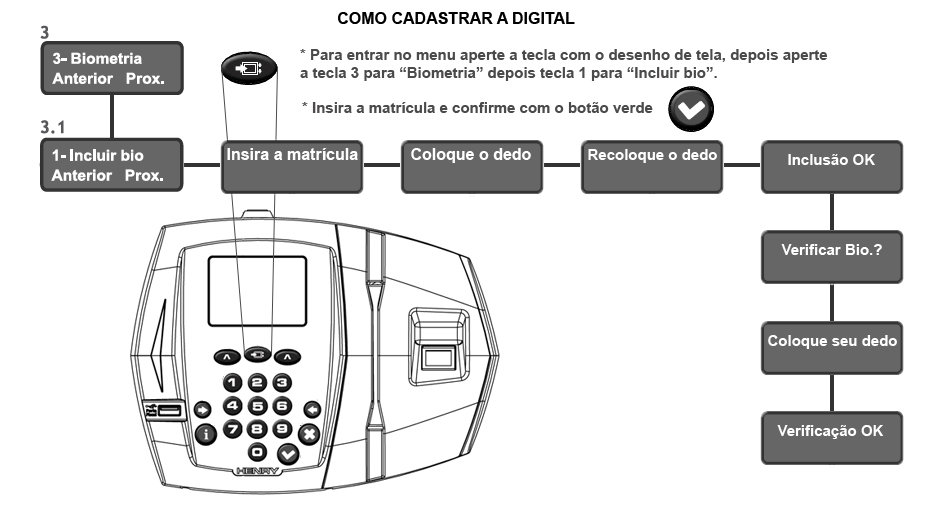 COMO CADASTRAR A DIGITAL
3
3- Biometria
Anterior Prox.
* Para entrar no menu aperte a tecla com o desenho de tela, depois aperte
a tecla 3 para “Biometria” depois tecla 1 para “Incluir bio”.
* Insira a matrícula e confirme com o botão verde
3.1
1- Incluir bio
Anterior Prox.
Insira a matrícula
Coloque o dedo
Recoloque o dedo
Inclusão OK
Verificar Bio.?
Coloque seu dedo
Verificação OK
1 2 3
4 5 6
i 7 8 9
0
HENRY